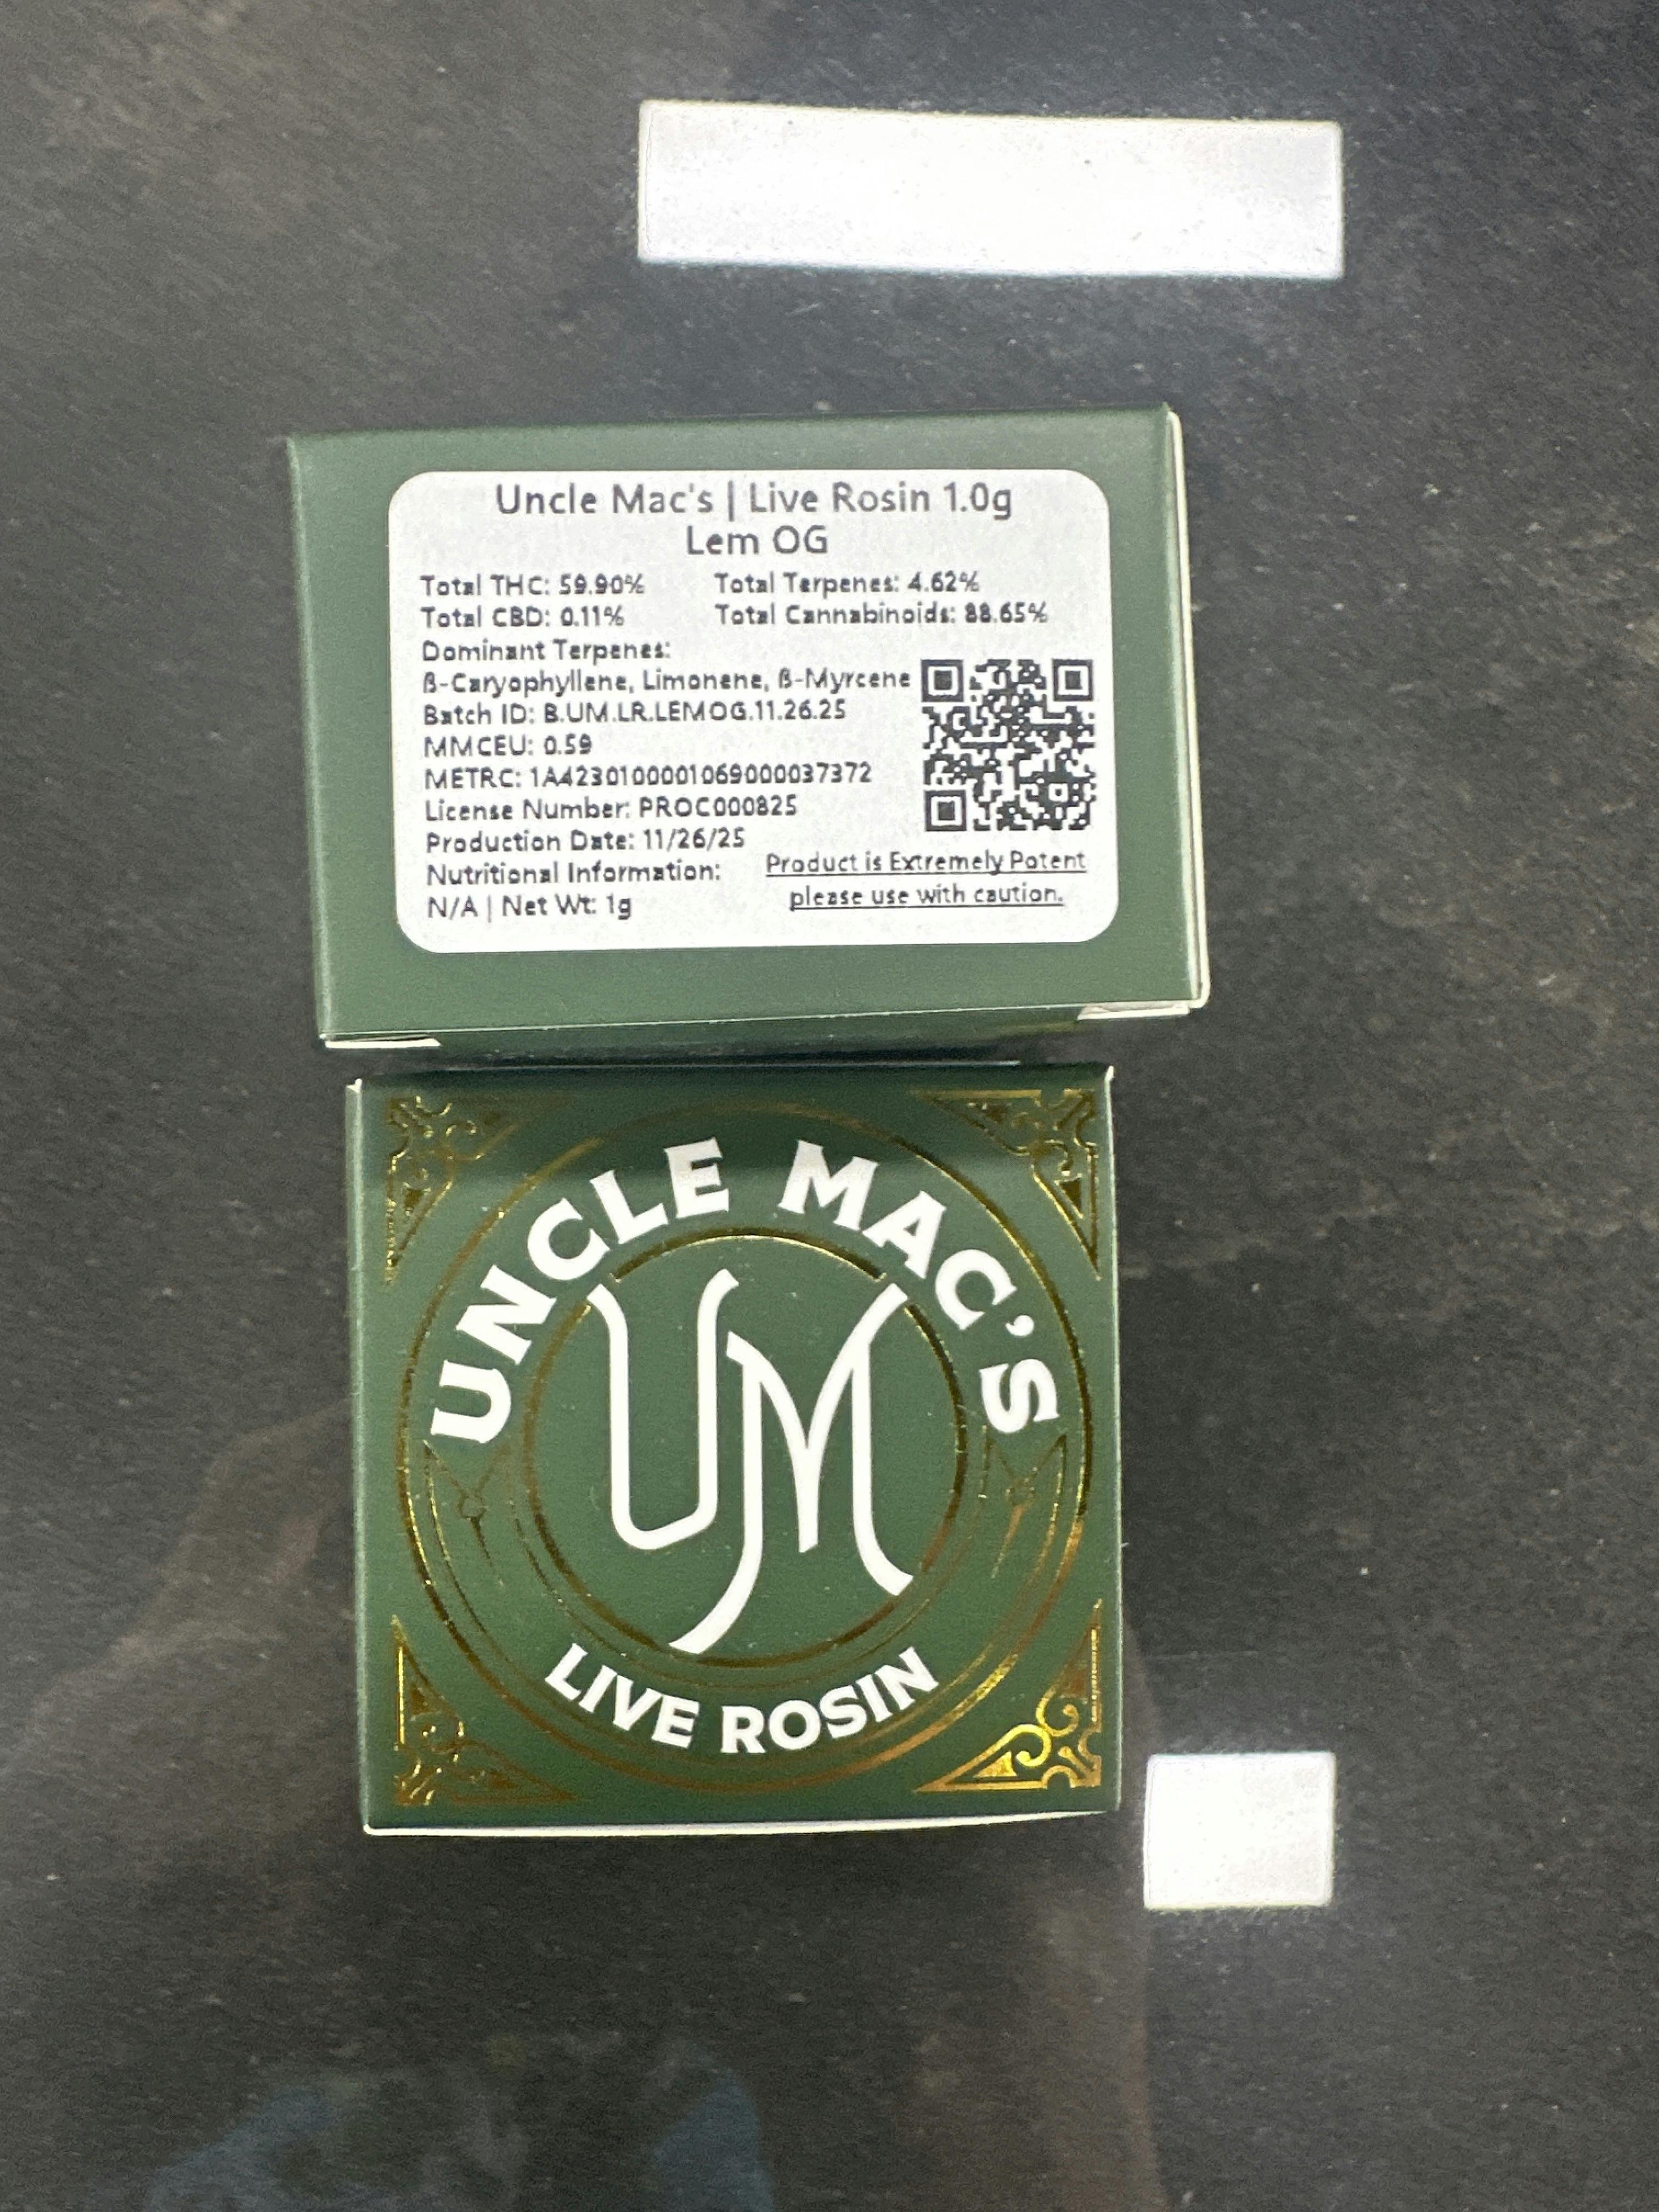 Uncle Mac's | Live Rosin 1.0g
Lem OG
Total THC: 59.90% Total Terpenes: 4.62%
Total CBD: 0.11% Total Cannabinoids: 88.65%
Dominant Terpenes:
ß-Caryophyllene, Limonene, ß-Myrcene
Batch ID: B.UM.LR.LEMOG.11.26.25
MMCEU: 0.59
METRC: 1A4230100001069000037372
License Number: PROC000825
Production Date: 11/26/25
Nutritional Information:
N/A | Net Wt: 1g
Product is Extremely Potent
please use with caution.
UNCLE MAC'S
UM
LIVE ROSIN